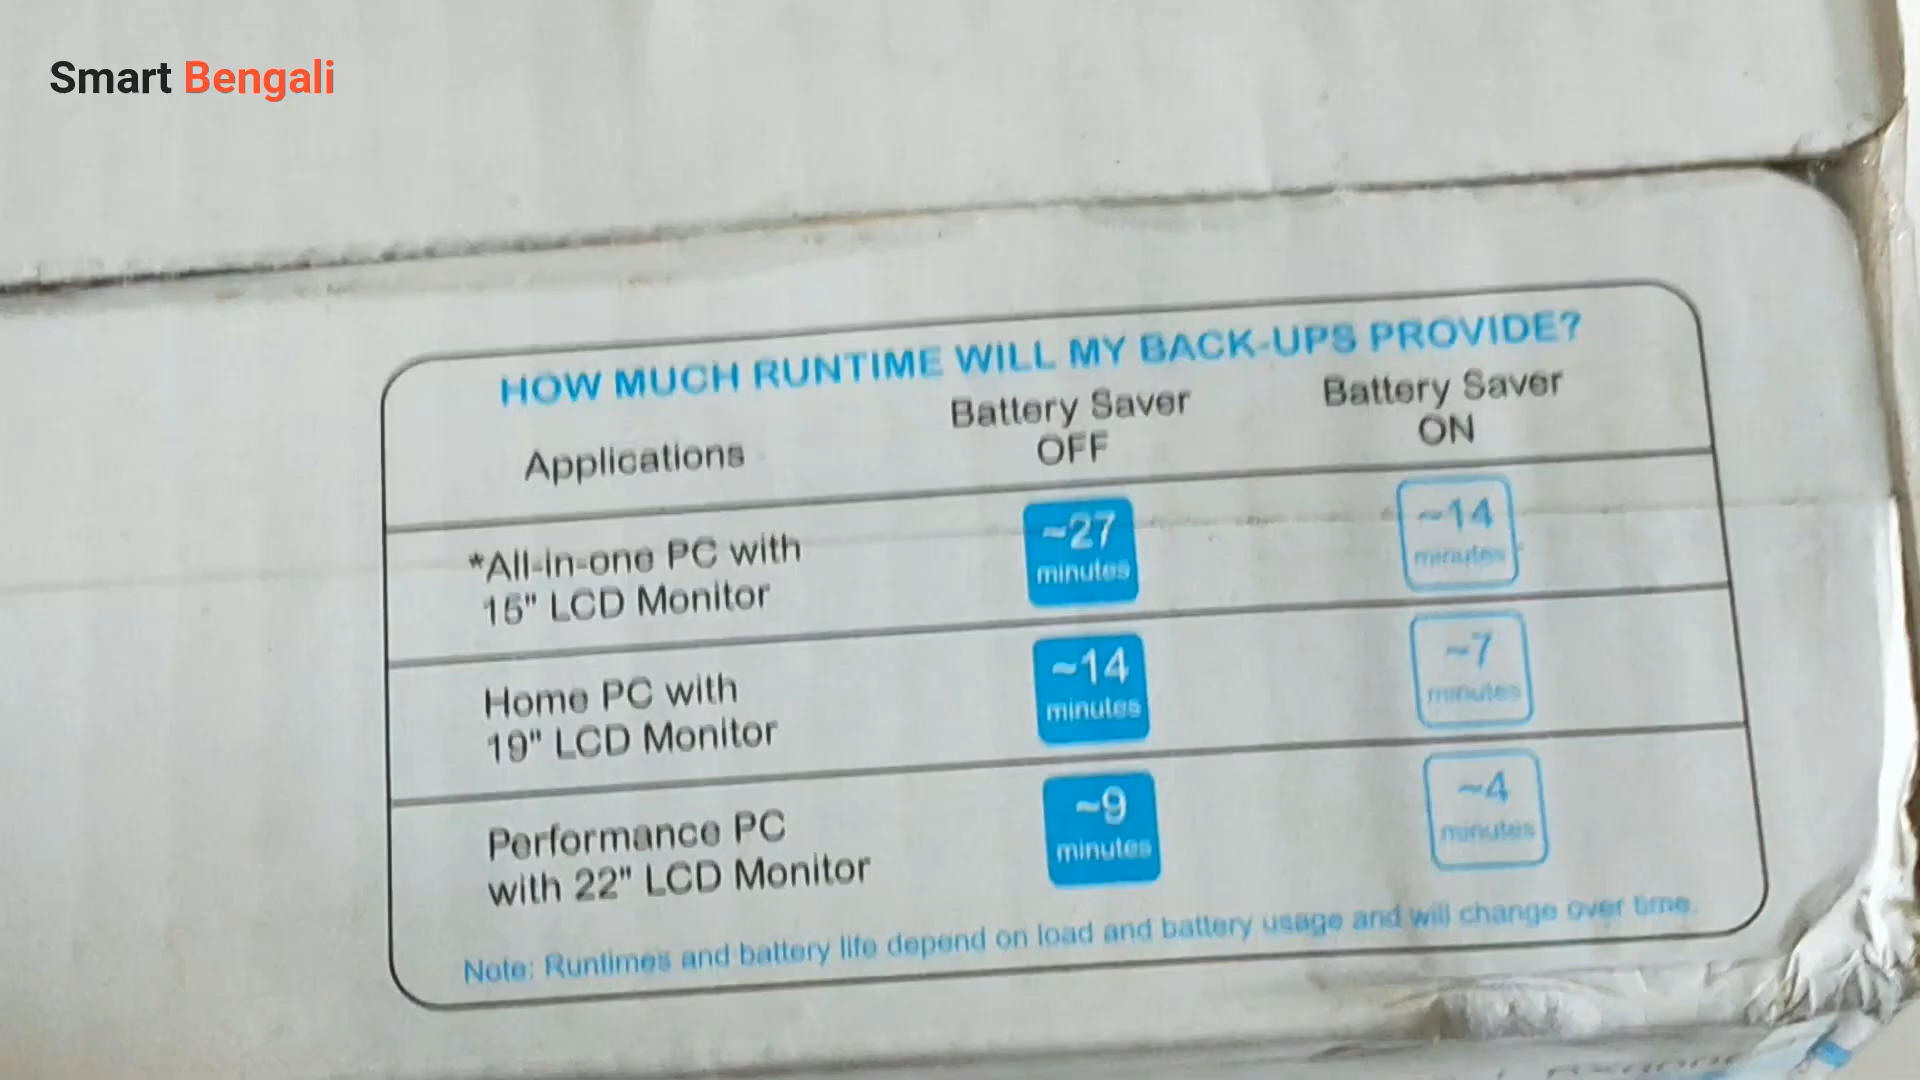 Smart Bengali
HOW MUCH RUNTIME WILL MY BACK-UPS PROVIDE?
Applications
Battery Saver
OFF
Battery Saver
ON
*All-in-one PC with
15" LCD Monitor
~27
minutes
~14
minutes
Home PC with
19" LCD Monitor
~14
minutes
~7
minutes
Performance PC
with 22" LCD Monitor
~9
minutes
~4
minutes
Note: Runtimes and battery life depend on load and battery usage and will change over time.